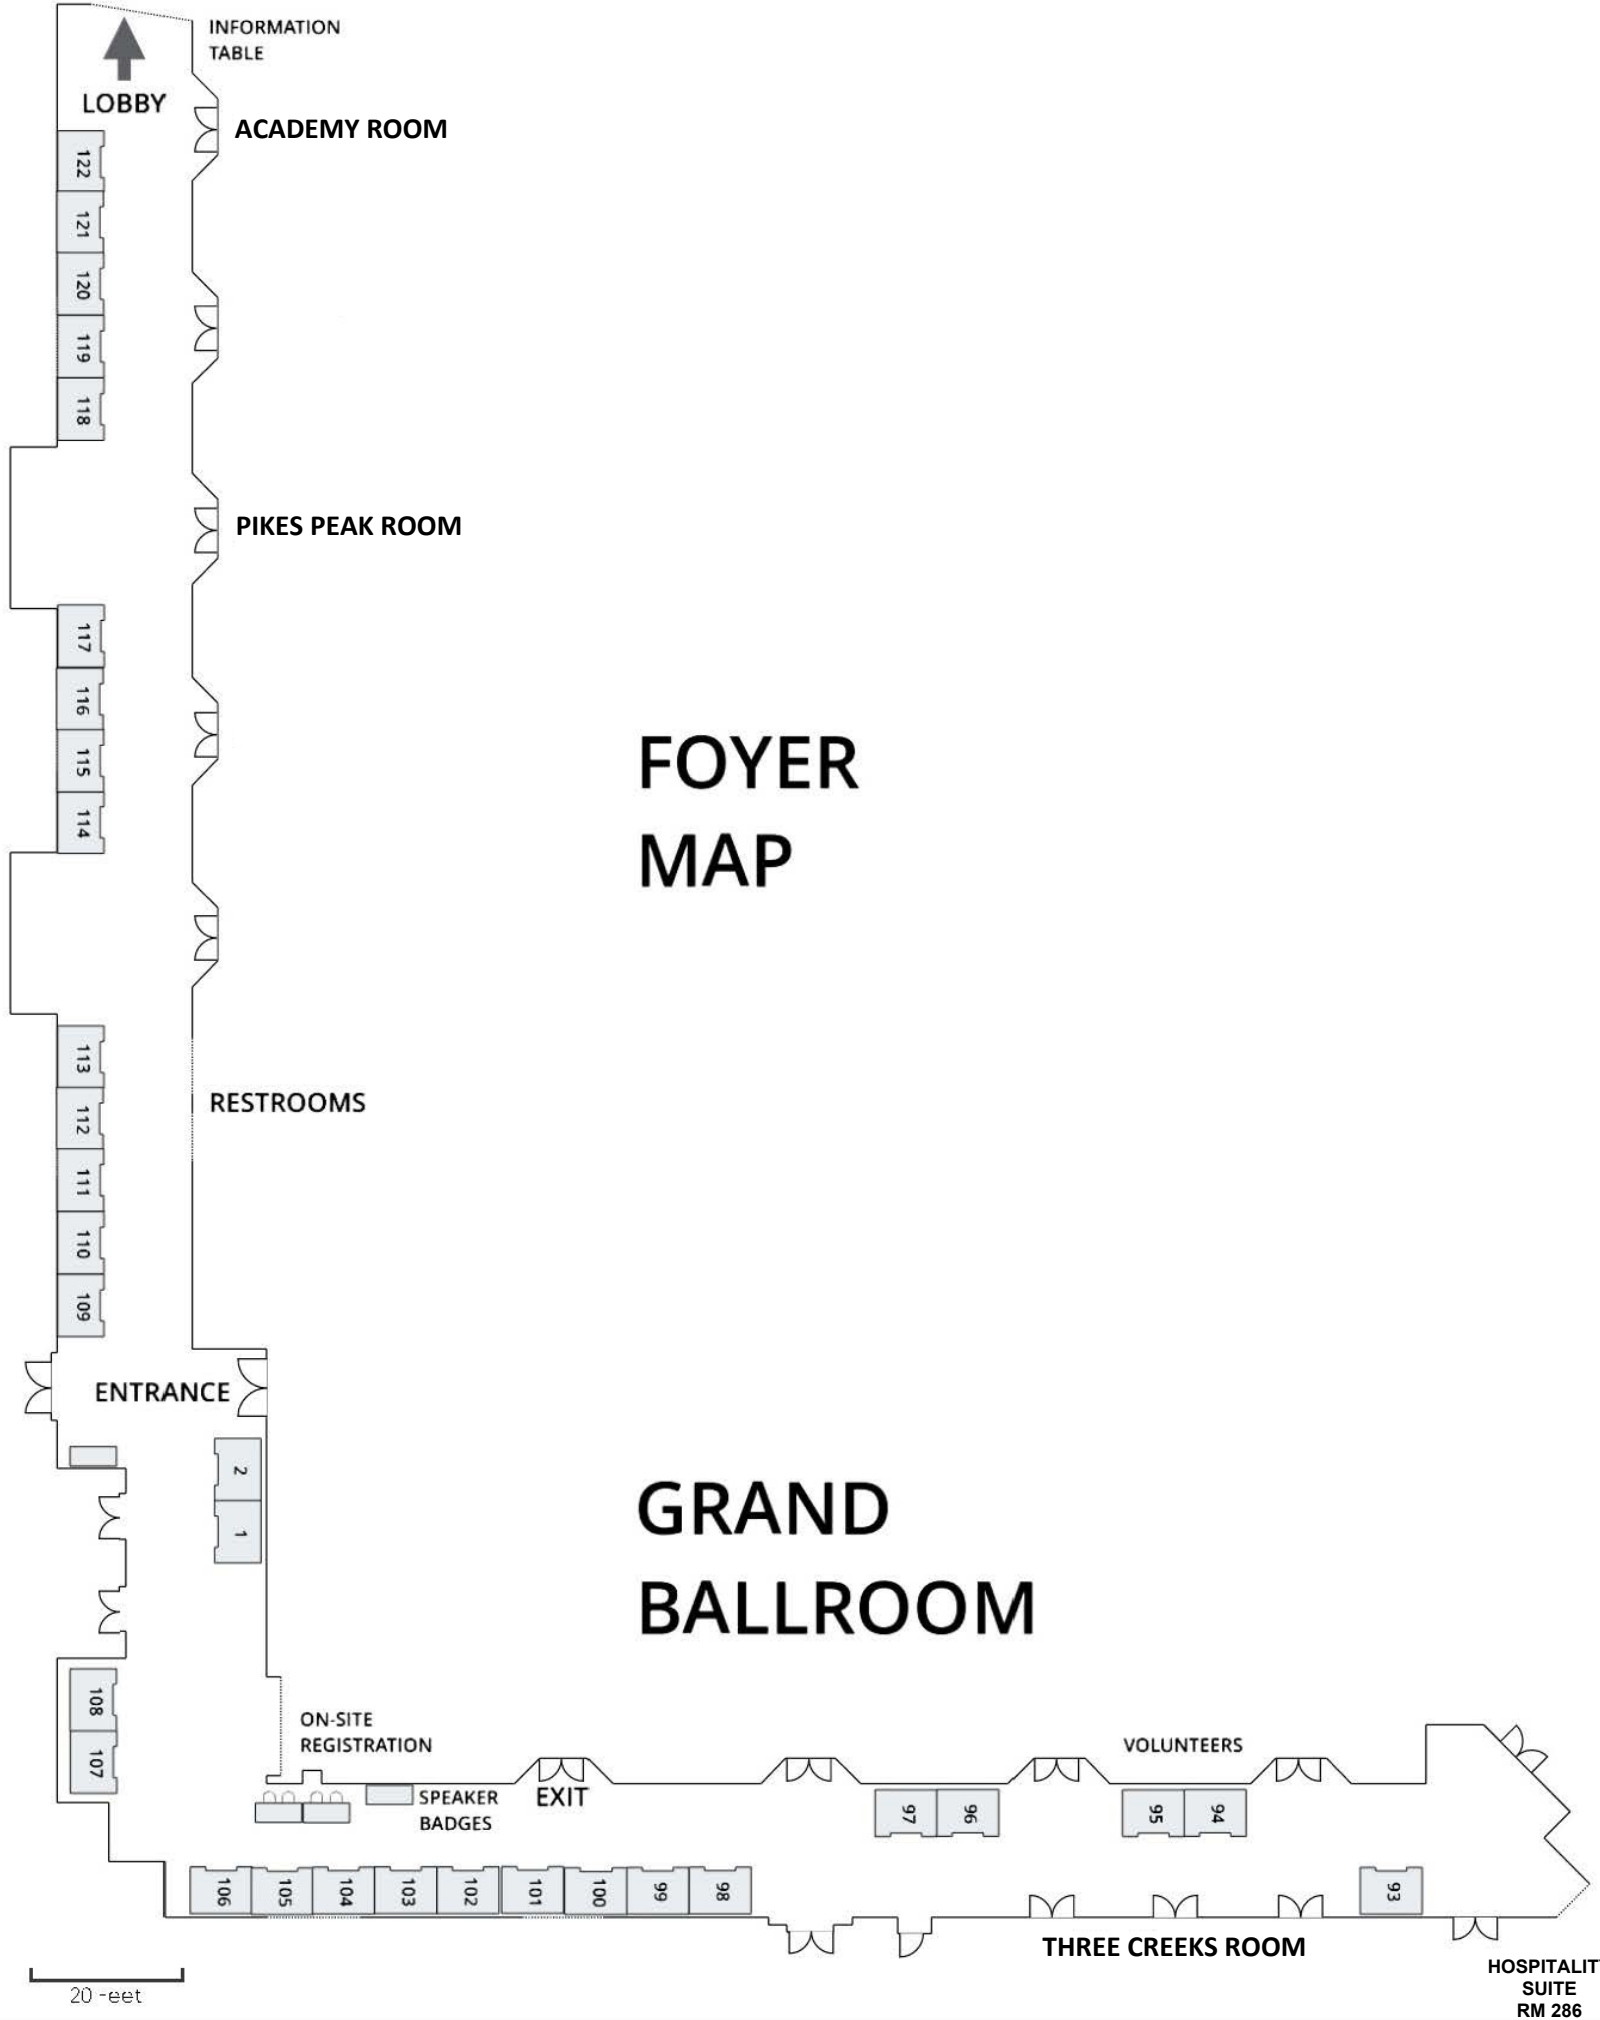 INFORMATION
TABLE
LOBBY
ACADEMY ROOM
122
121
120
119
118
PIKES PEAK ROOM
117
116
115
114
FOYER
MAP
113
112
111
110
109
RESTROOMS
ENTRANCE
2
1
GRAND
BALLROOM
108
107
ON-SITE
REGISTRATION
SPEAKER
BADGES
EXIT
VOLUNTEERS
97
96
95
94
106
105
104
103
102
101
100
99
98
93
THREE CREEKS ROOM
20 -eet
HOSPITALIT
SUITE
RM 286